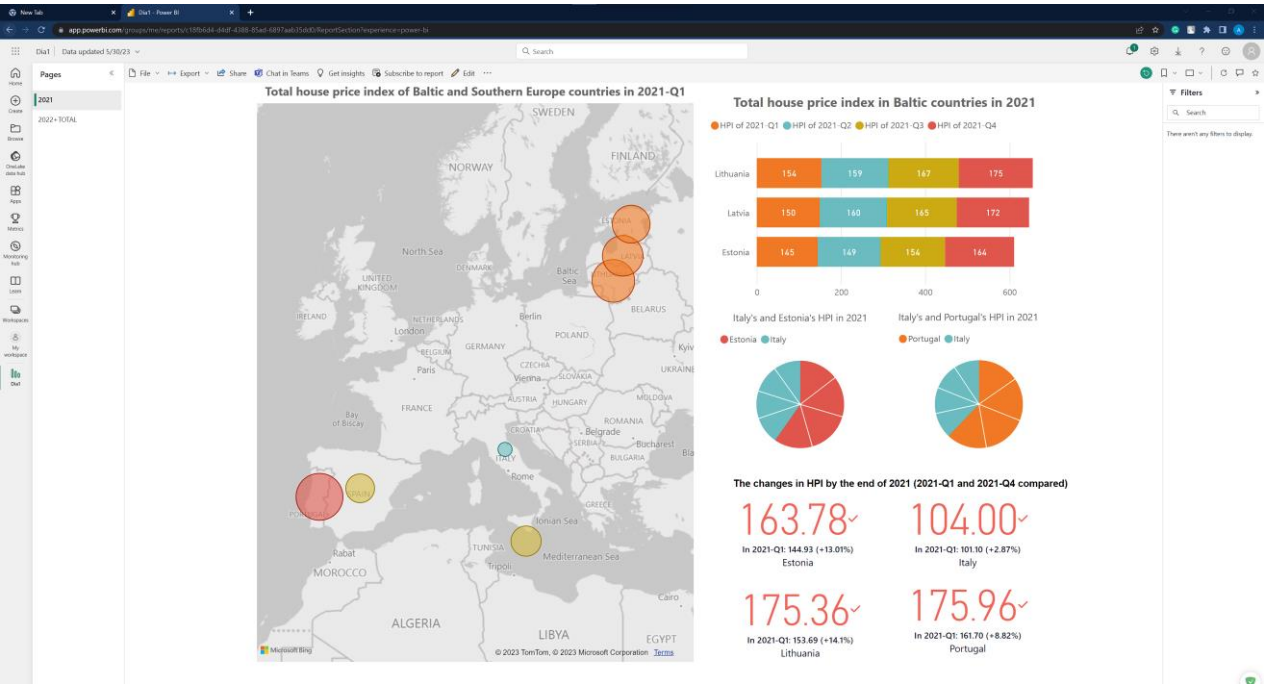 New Tab
Dia1 - Power BI
app.powerbi.com/groups/me/reports/
Dia1 | Data updated 5/30/23
Search
Home
Create
Browse
OneLake data hub
Apps
Metrics
Monitoring hub
Learn
Workspaces
My workspace
Dia1
Pages
2021
2022+TOTAL
File
Export
Share
Chat in Teams
Get insights
Subscribe to report
Edit
Filters
Search
There aren't any filters to display.
Total house price index of Baltic and Southern Europe countries in 2021-Q1
SWEDEN
FINLAND
NORWAY
ESTONIA
LATVIA
North Sea
DENMARK
Baltic Sea
UNITED KINGDOM
IRELAND
BELARUS
NETHERLANDS
Berlin
London
POLAND
GERMANY
BELGIUM
Kyiv
Paris
CZECHIA
UKRAINE
Vienna
SLOVAKIA
AUSTRIA
HUNGARY
MOLDOVA
FRANCE
Bay of Biscay
ROMANIA
CROATIA
Belgrade
SERBIA
Bucharest
BULGARIA
ITALY
Rome
SPAIN
PORTUGAL
GREECE
Ionian Sea
TUNISIA
Mediterranean Sea
Rabat
Tripoli
MOROCCO
Cairo
ALGERIA
LIBYA
EGYPT
Microsoft Bing
© 2023 TomTom, © 2023 Microsoft Corporation Terms
Total house price index in Baltic countries in 2021
HPI of 2021-Q1 HPI of 2021-Q2 HPI of 2021-Q3 HPI of 2021-Q4
Lithuania 154 159 167 175
Latvia 150 160 165 172
Estonia 145 149 154 164
0 200 400 600
Italy's and Estonia's HPI in 2021
Estonia Italy
Italy's and Portugal's HPI in 2021
Portugal Italy
The changes in HPI by the end of 2021 (2021-Q1 and 2021-Q4 compared)
163.78
In 2021-Q1: 144.93 (+13.01%)
Estonia
104.00
In 2021-Q1: 101.10 (+2.87%)
Italy
175.36
In 2021-Q1: 153.69 (+14.1%)
Lithuania
175.96
In 2021-Q1: 161.70 (+8.82%)
Portugal